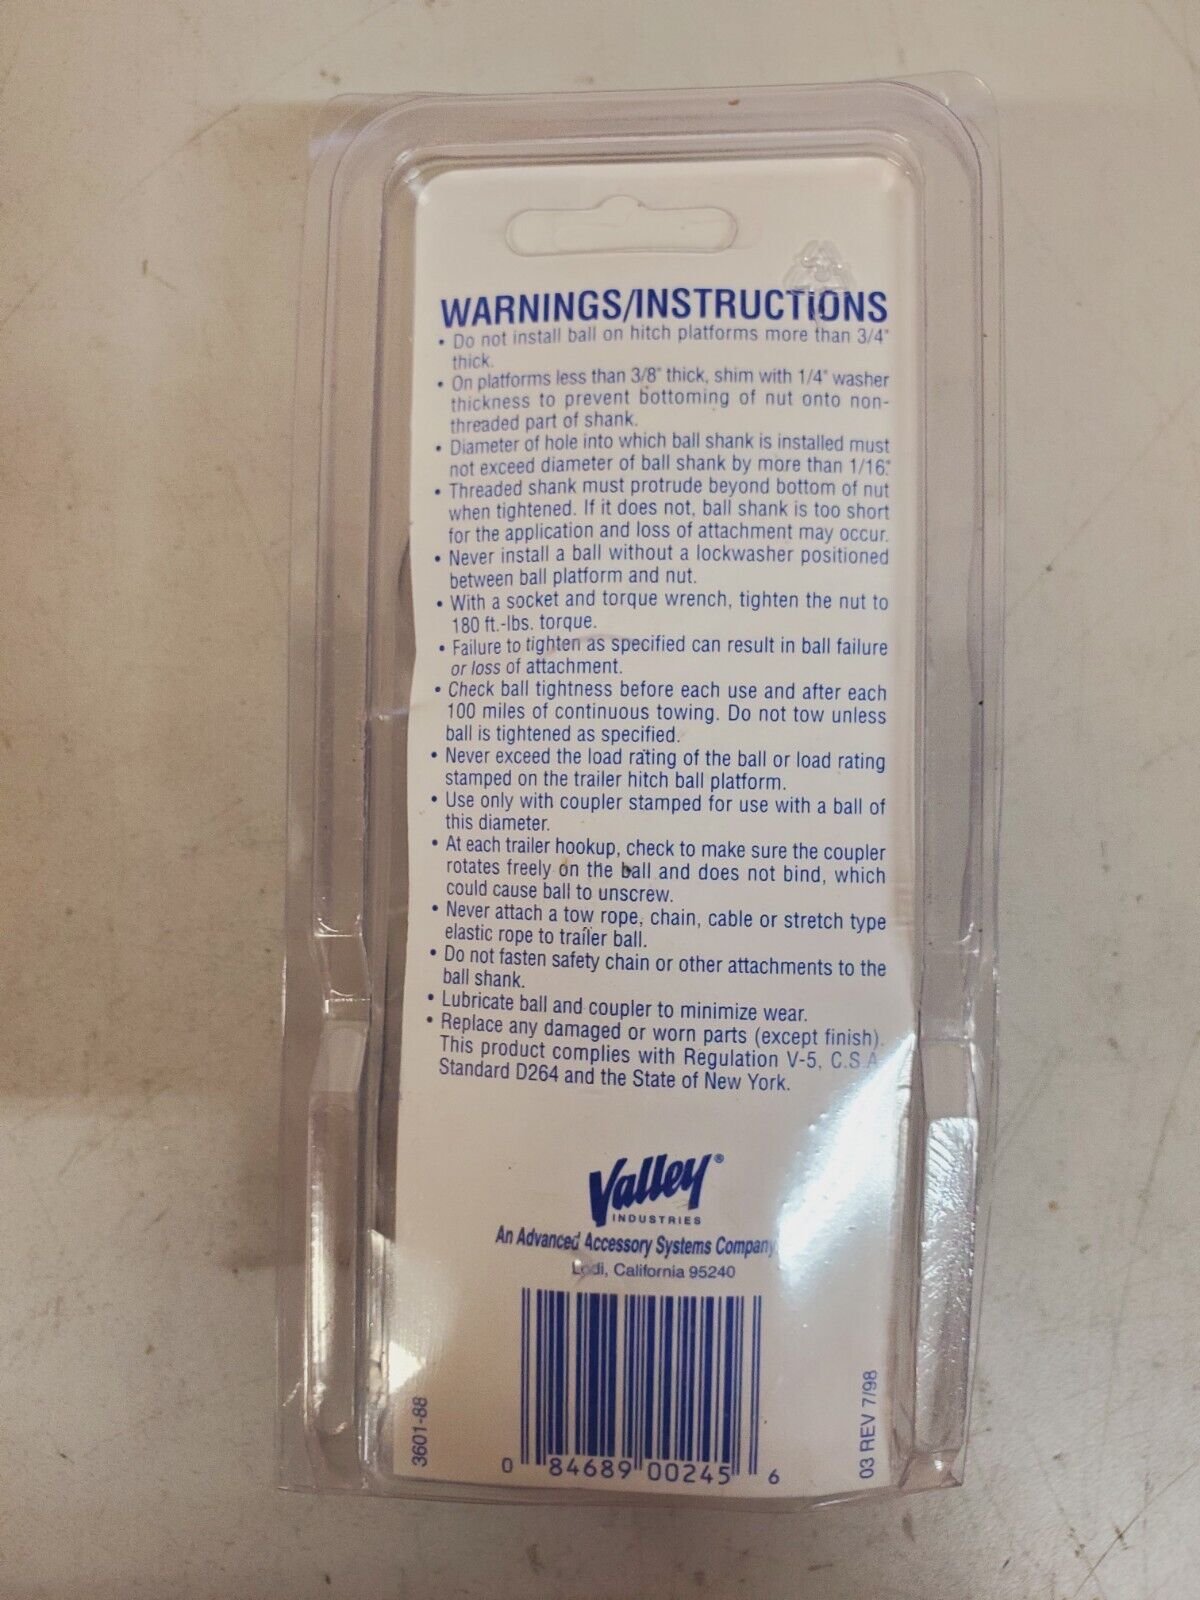 WARNINGS/INSTRUCTIONS
• Do not install ball on hitch platforms more than 3/4"
thick.
• On platforms less than 3/8" thick, shim with 1/4" washer
thickness to prevent bottoming of nut onto non-
threaded part of shank.
• Diameter of hole into which ball shank is installed must
not exceed diameter of ball shank by more than 1/16."
• Threaded shank must protrude beyond bottom of nut
when tightened. If it does not, ball shank is too short
for the application and loss of attachment may occur.
• Never install a ball without a lockwasher positioned
between ball platform and nut.
• With a socket and torque wrench, tighten the nut to
180 ft.-lbs. torque.
• Failure to tighten as specified can result in ball failure
or loss of attachment.
• Check ball tightness before each use and after each
100 miles of continuous towing. Do not tow unless
ball is tightened as specified.
• Never exceed the load rating of the ball or load rating
stamped on the trailer hitch ball platform.
• Use only with coupler stamped for use with a ball of
this diameter.
• At each trailer hookup, check to make sure the coupler
rotates freely on the ball and does not bind, which
could cause ball to unscrew.
• Never attach a tow rope, chain, cable or stretch type
elastic rope to trailer ball.
• Do not fasten safety chain or other attachments to the
ball shank.
• Lubricate ball and coupler to minimize wear.
• Replace any damaged or worn parts (except finish).
This product complies with Regulation V-5, C.S.A.
Standard D264 and the State of New York.
Valley®
INDUSTRIES
An Advanced Accessory Systems Company
Lodi, California 95240
3601-88
0 84689 00245 6
03 REV 7/98